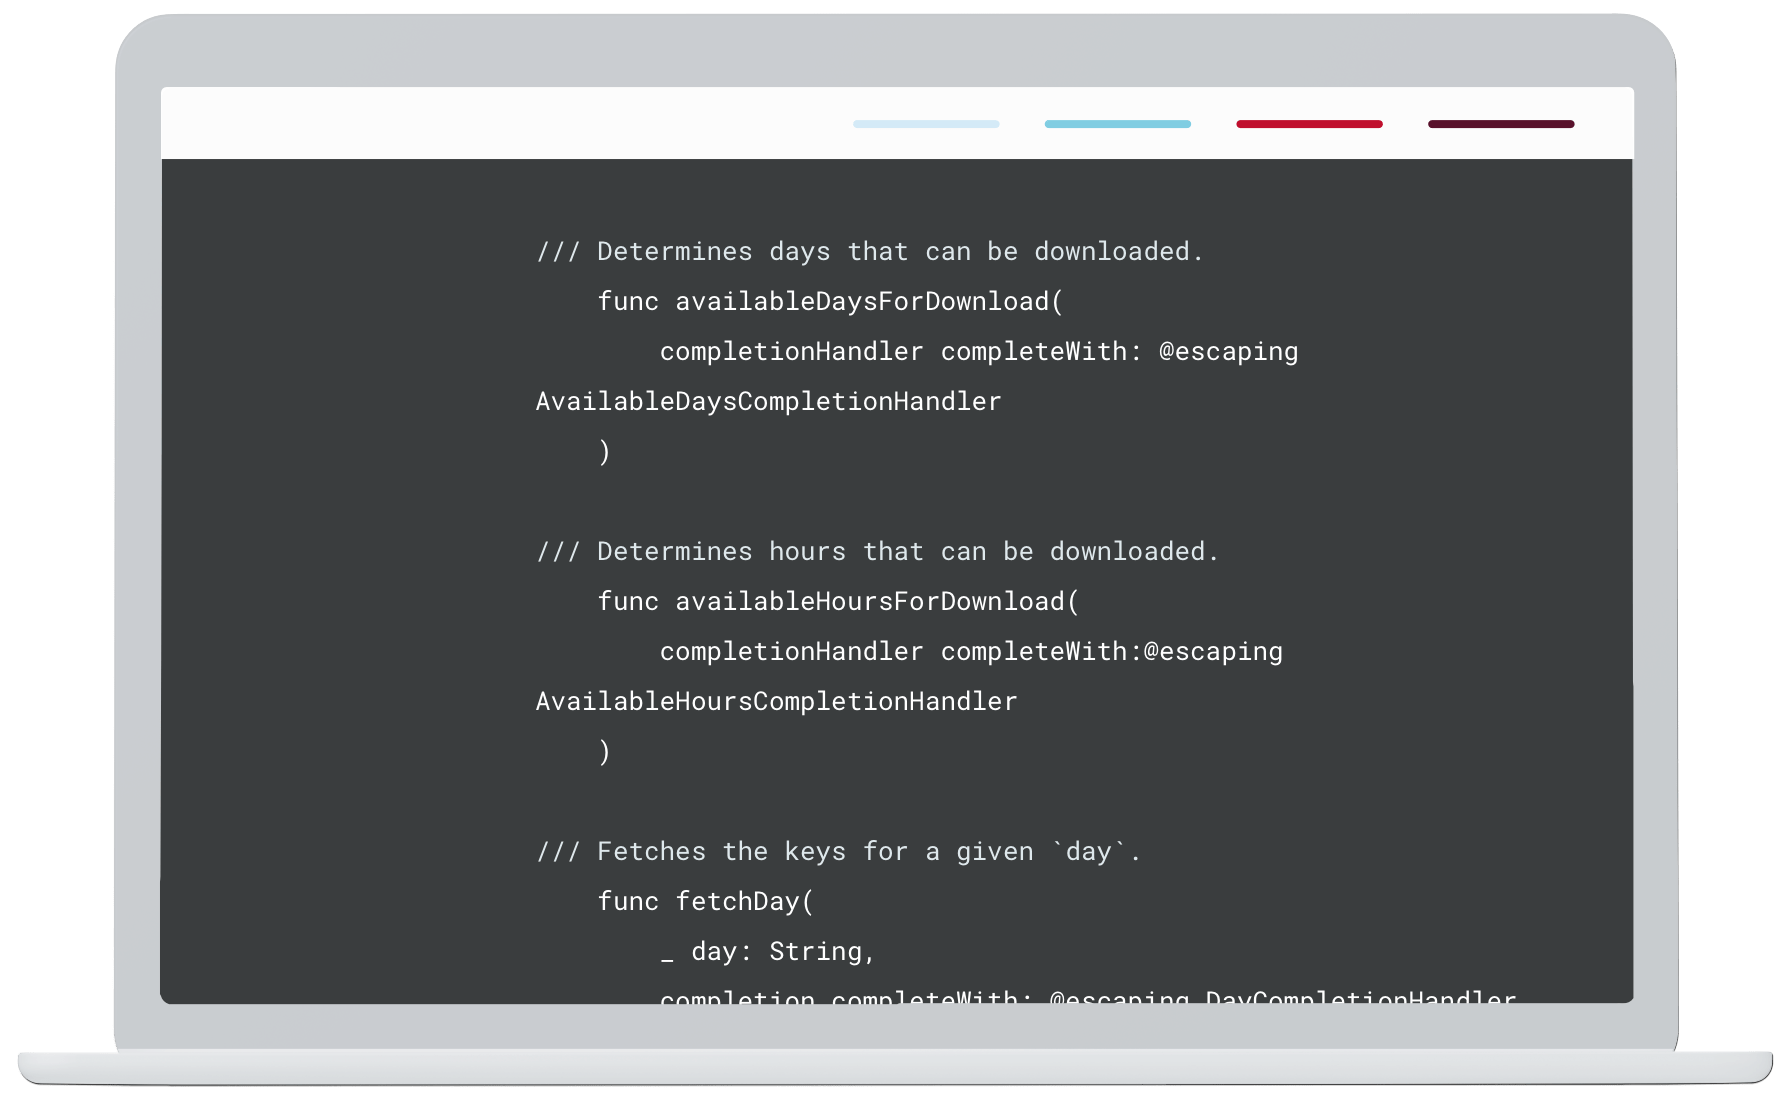 /// Determines days that can be downloaded.
func availableDaysForDownload(
completionHandler completeWith: @escaping
AvailableDaysCompletionHandler
)
/// Determines hours that can be downloaded.
func availableHoursForDownload(
completionHandler completeWith:@escaping
AvailableHoursCompletionHandler
)
/// Fetches the keys for a given `day`.
func fetchDay(
_ day: String,
completion completeWith: @escaping DayCompletionHandler